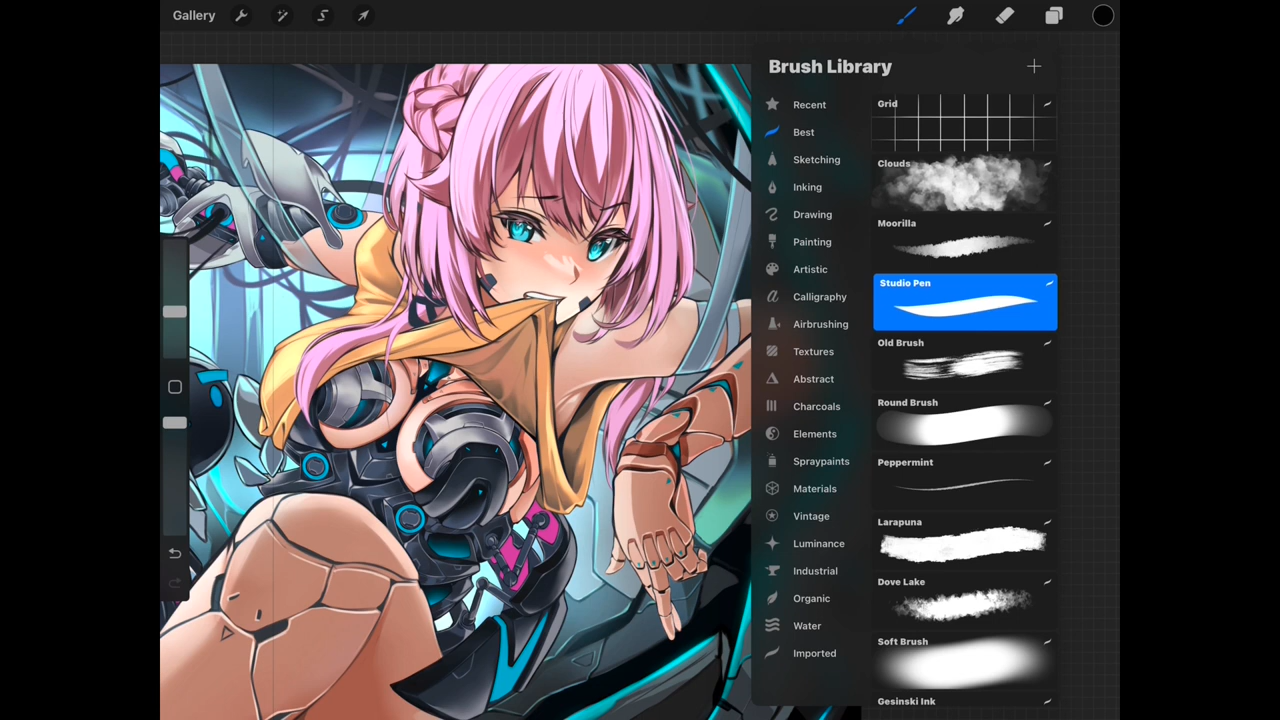 Gallery
Brush Library
Recent
Best
Sketching
Inking
Drawing
Painting
Artistic
Calligraphy
Airbrushing
Textures
Abstract
Charcoals
Elements
Spraypaints
Materials
Vintage
Luminance
Industrial
Organic
Water
Imported
Grid
Clouds
Moorilla
Studio Pen
Old Brush
Round Brush
Peppermint
Larapuna
Dove Lake
Soft Brush
Gesinski Ink